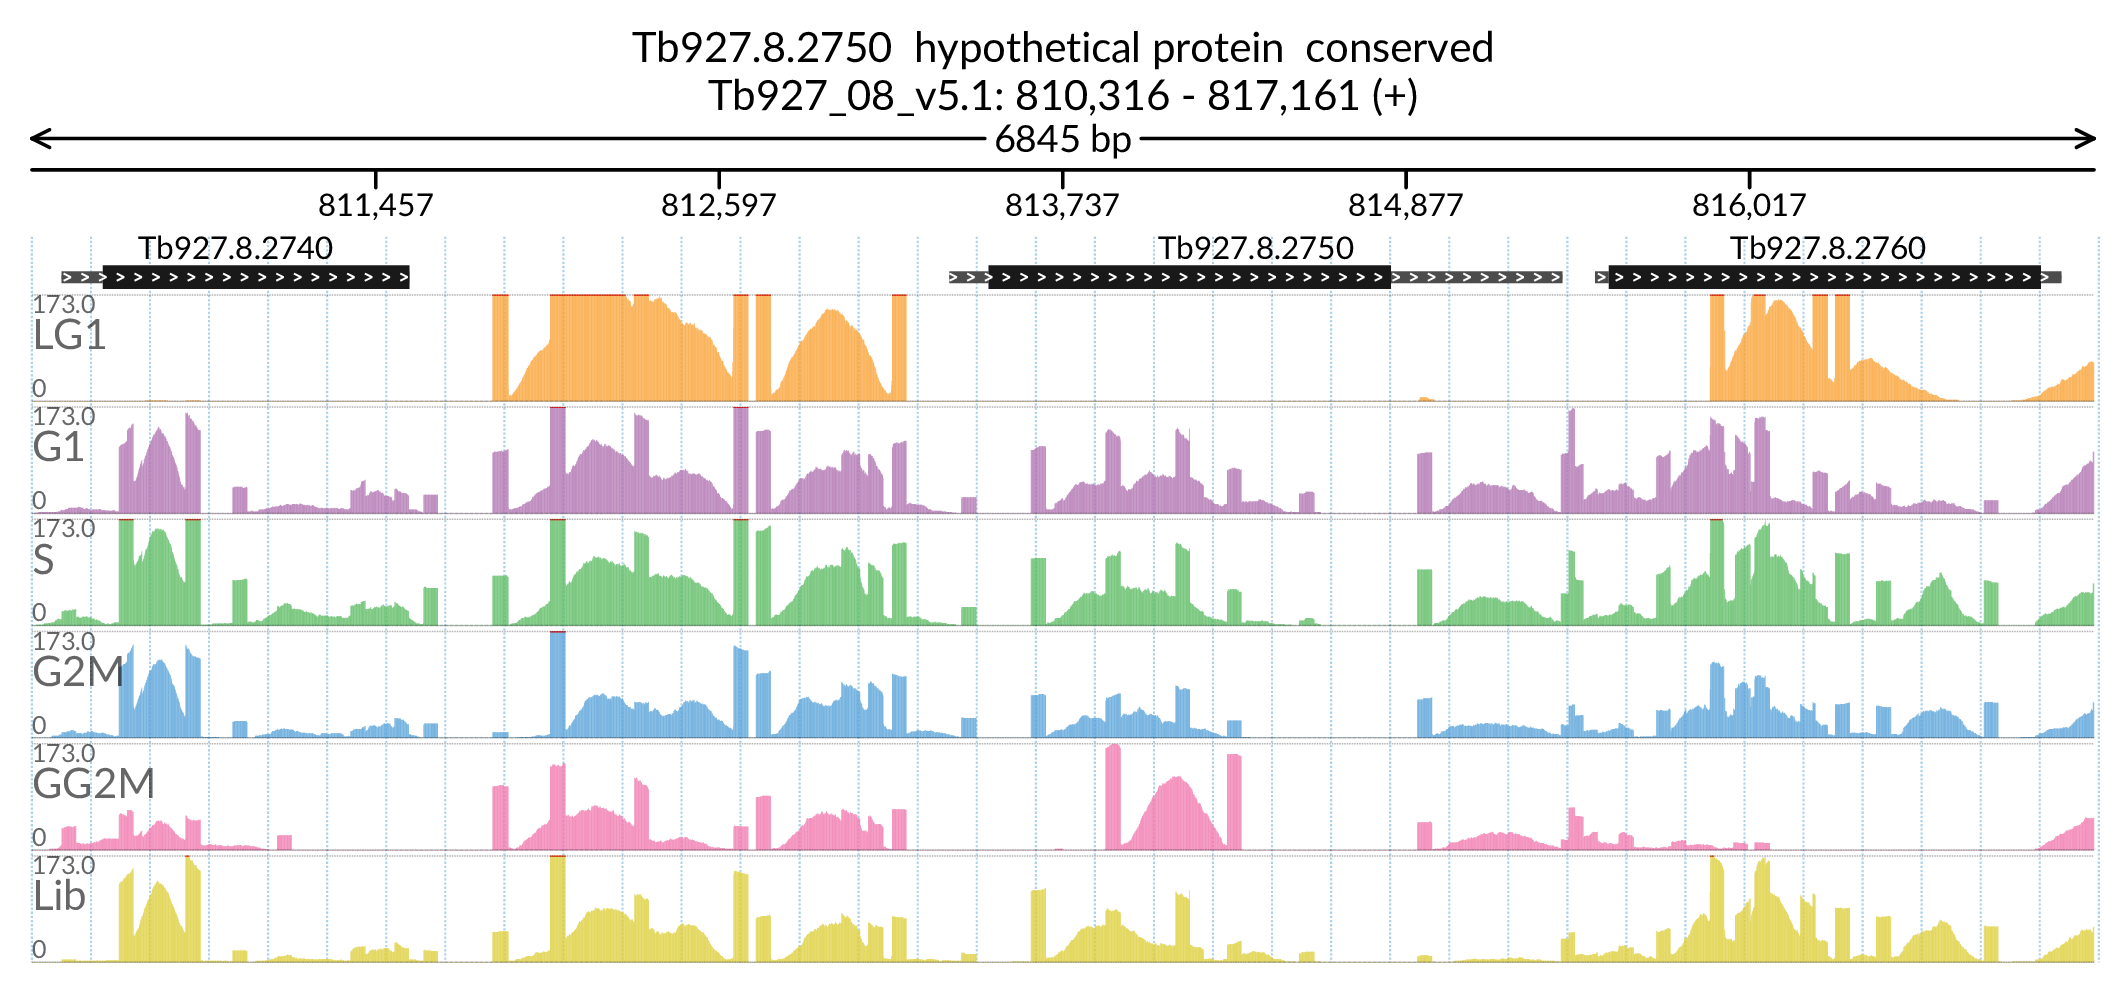 Tb927.8.2750 hypothetical protein conserved
Tb927_08_v5.1: 810,316 - 817,161 (+)
6845 bp
811,457 812,597 813,737 814,877 816,017
Tb927.8.2740 Tb927.8.2750 Tb927.8.2760
173.0
LG1
0
173.0
G1
0
173.0
S
0
173.0
G2M
0
173.0
GG2M
0
173.0
Lib
0